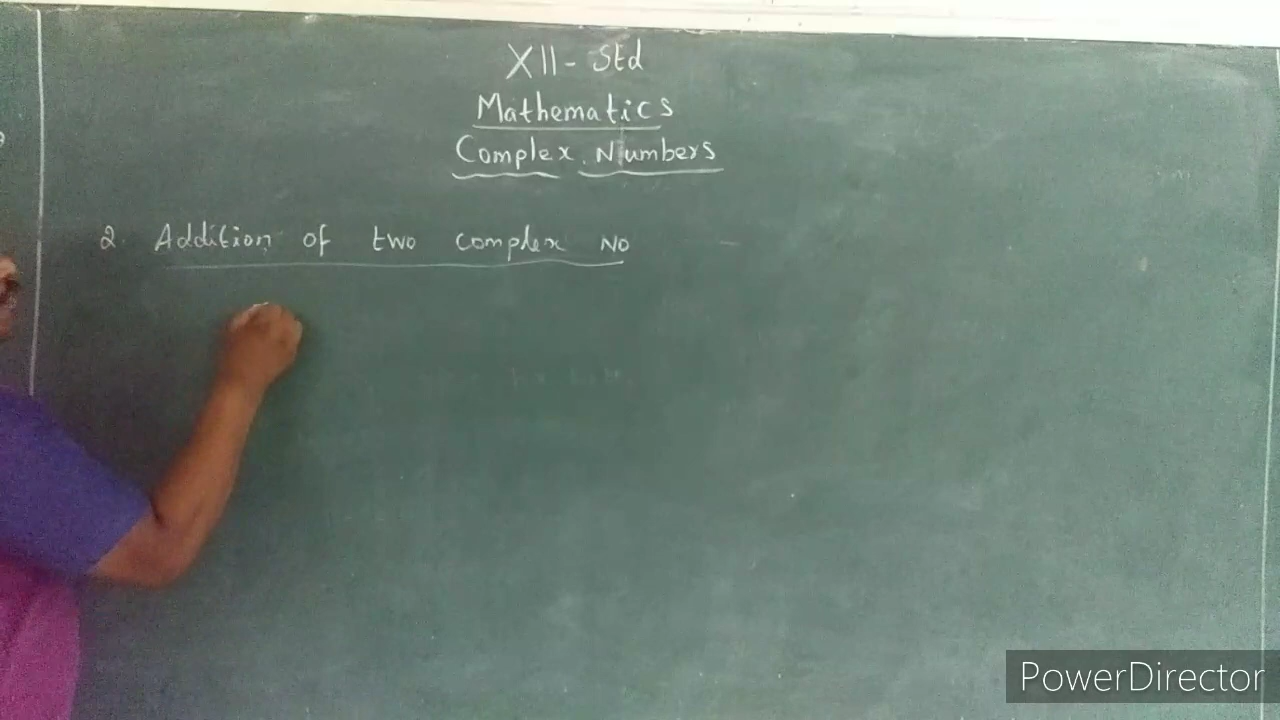 XII - Std
Mathematics
Complex Numbers
2. Addition of two complex No
PowerDirector